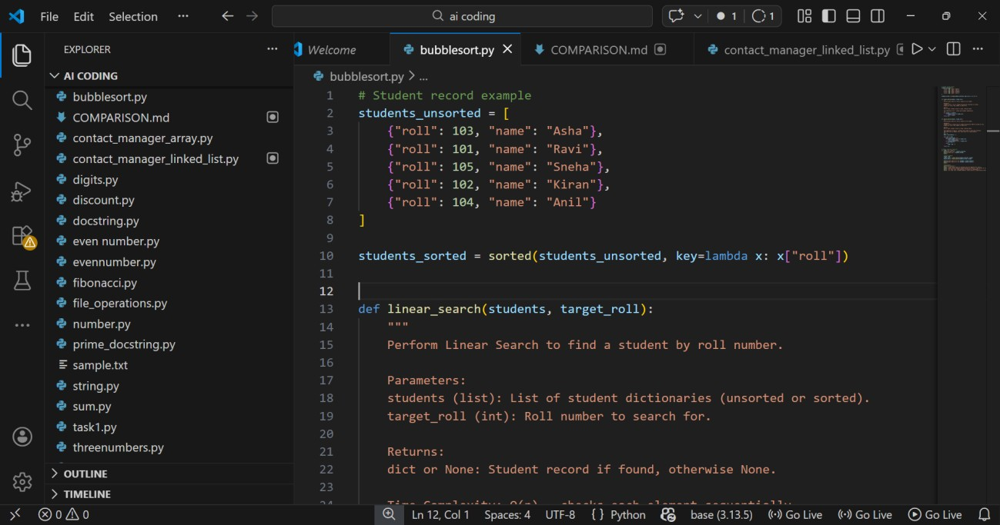 File Edit Selection ... ai coding 1 1
EXPLORER ...
AI CODING
bubblesort.py
COMPARISON.md
contact_manager_array.py
contact_manager_linked_list.py
digits.py
discount.py
docstring.py
even number.py
evennumber.py
fibonacci.py
file_operations.py
number.py
prime_docstring.py
sample.txt
string.py
sum.py
task1.py
threenumbers.py
OUTLINE
TIMELINE
Welcome bubblesort.py COMPARISON.md contact_manager_linked_list.py
bubblesort.py > ...
1 # Student record example
2 students_unsorted = [
3 {"roll": 103, "name": "Asha"},
4 {"roll": 101, "name": "Ravi"},
5 {"roll": 105, "name": "Sneha"},
6 {"roll": 102, "name": "Kiran"},
7 {"roll": 104, "name": "Anil"}
8 ]
9
10 students_sorted = sorted(students_unsorted, key=lambda x: x["roll"])
11
12
13 def linear_search(students, target_roll):
14 """
15 Perform Linear Search to find a student by roll number.
16
17 Parameters:
18 students (list): List of student dictionaries (unsorted or sorted).
19 target_roll (int): Roll number to search for.
20
21 Returns:
22 dict or None: Student record if found, otherwise None.
23
24 Time Complexity: O(n) - checks each element sequentially
0 0 Ln 12, Col 1 Spaces: 4 UTF-8 { } Python base (3.13.5) Go Live Go Live Go Live